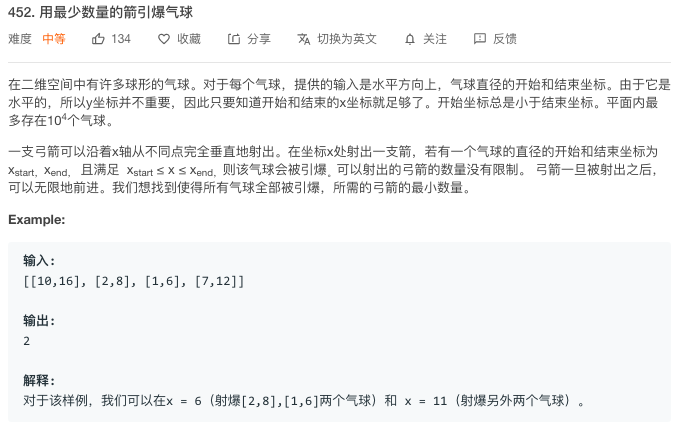 452. 用最少数量的箭引爆气球
难度 中等 134 收藏 分享 切换为英文 关注 反馈
在二维空间中有许多球形的气球。对于每个气球，提供的输入是水平方向上，气球直径的开始和结束坐标。由于它是
水平的，所以y坐标并不重要，因此只要知道开始和结束的x坐标就足够了。开始坐标总是小于结束坐标。平面内最
多存在10⁴个气球。
一支弓箭可以沿着x轴从不同点完全垂直地射出。在坐标x处射出一支箭，若有一个气球的直径的开始和结束坐标为
xstart，xend， 且满足 xstart ≤ x ≤ xend，则该气球会被引爆。可以射出的弓箭的数量没有限制。 弓箭一旦被射出之后，
可以无限地前进。我们想找到使得所有气球全部被引爆，所需的弓箭的最小数量。
Example:
输入:
[[10,16], [2,8], [1,6], [7,12]]
输出:
2
解释:
对于该样例，我们可以在x = 6（射爆[2,8],[1,6]两个气球）和 x = 11（射爆另外两个气球）。